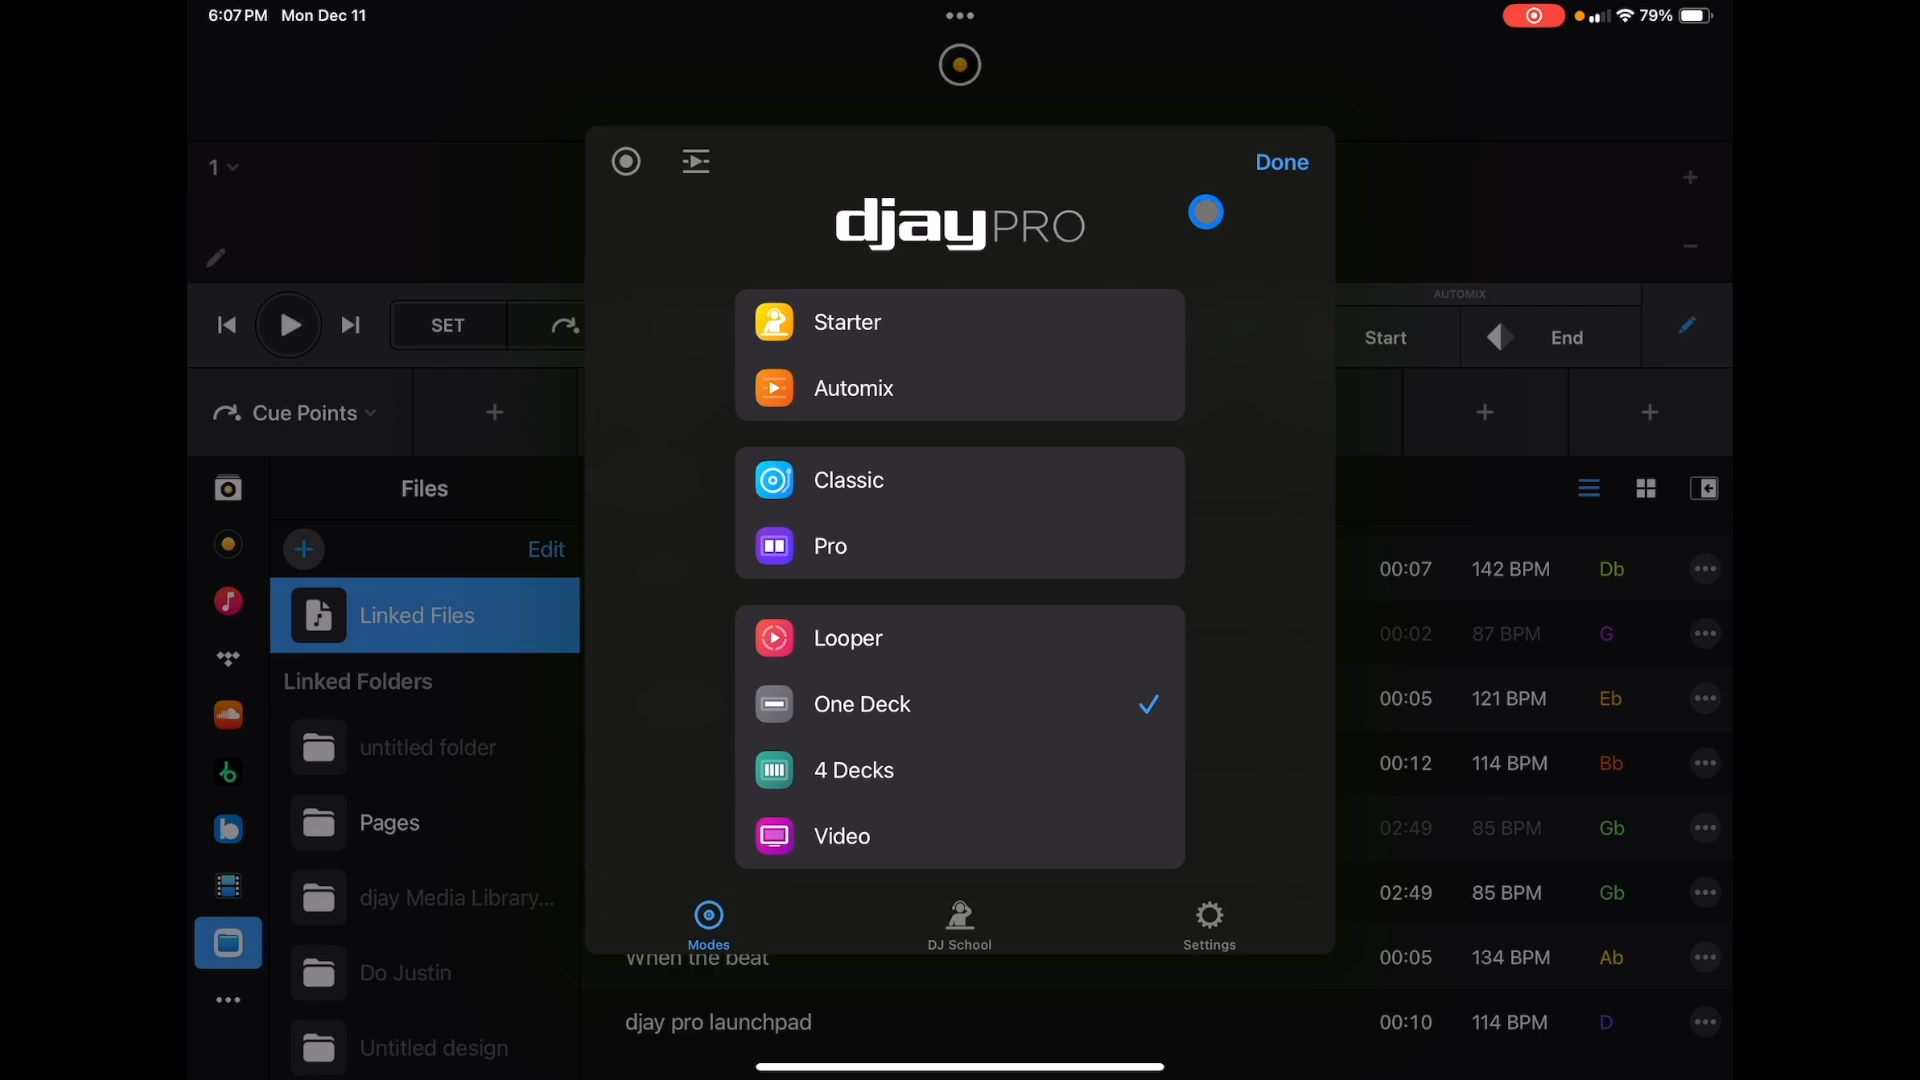 6:07 PM Mon Dec 11
79%
1
Done
djay PRO
Starter
Automix
Classic
Pro
Looper
One Deck
4 Decks
Video
Modes
DJ School
Settings
SET
AUTOMIX
Start
End
Cue Points
Files
Edit
Linked Files
Linked Folders
untitled folder
Pages
djay Media Library...
Do Justin
Untitled design
00:07 142 BPM Db
00:02 87 BPM G
00:05 121 BPM Eb
00:12 114 BPM Bb
02:49 85 BPM Gb
02:49 85 BPM Gb
When the beat 00:05 134 BPM Ab
djay pro launchpad 00:10 114 BPM D